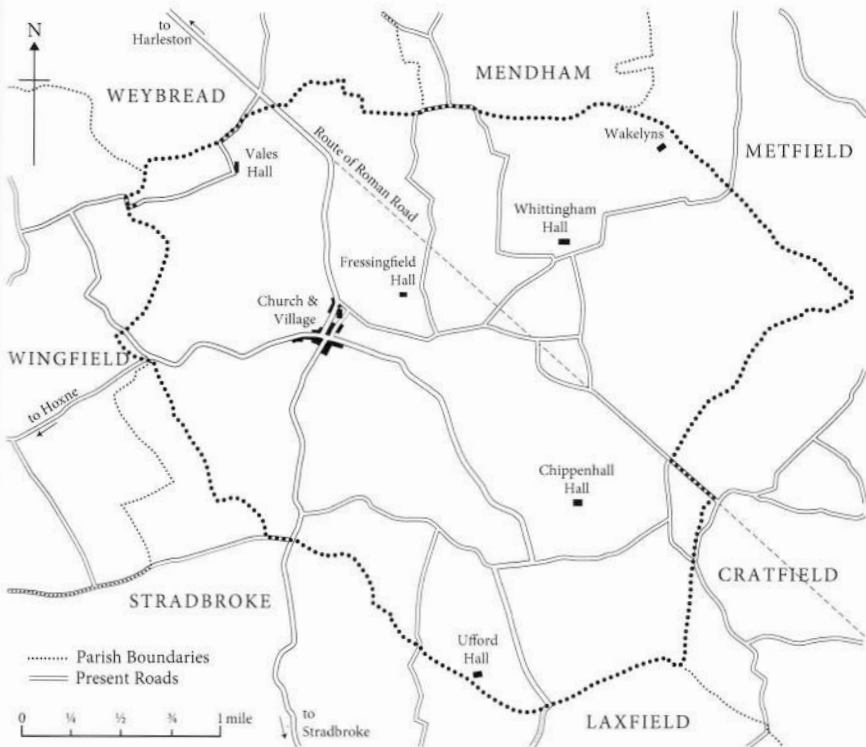 to
Harleston
N
MENDHAM
WEYBREAD
Wakelyns
METFIELD
Vales
Hall
Route of Roman Road
Whittingham
Hall
Fressingfield
Hall
Church &
Village
WINGFIELD
to Hoxne
Chippenhall
Hall
CRATFIELD
STRADBROKE
Ufford
Hall
Parish Boundaries
Present Roads
0 ¼ ½ ¾ 1 mile
to
Stradbroke
LAXFIELD